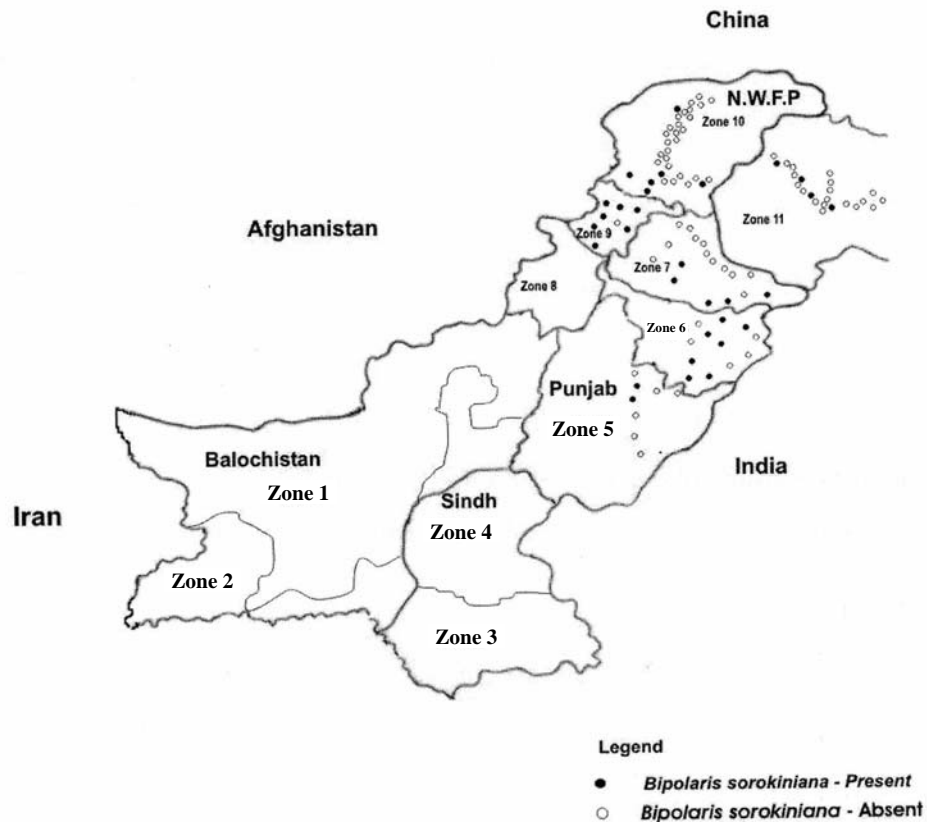 China
N.W.F.P
Zone 10
Afghanistan
Zone 11
Zone 9
Zone 7
Zone 8
Zone 6
Punjab
Zone 5
Balochistan
India
Zone 1
Sindh
Iran
Zone 4
Zone 2
Zone 3
Legend
Bipolaris sorokiniana - Present
Bipolaris sorokiniana - Absent